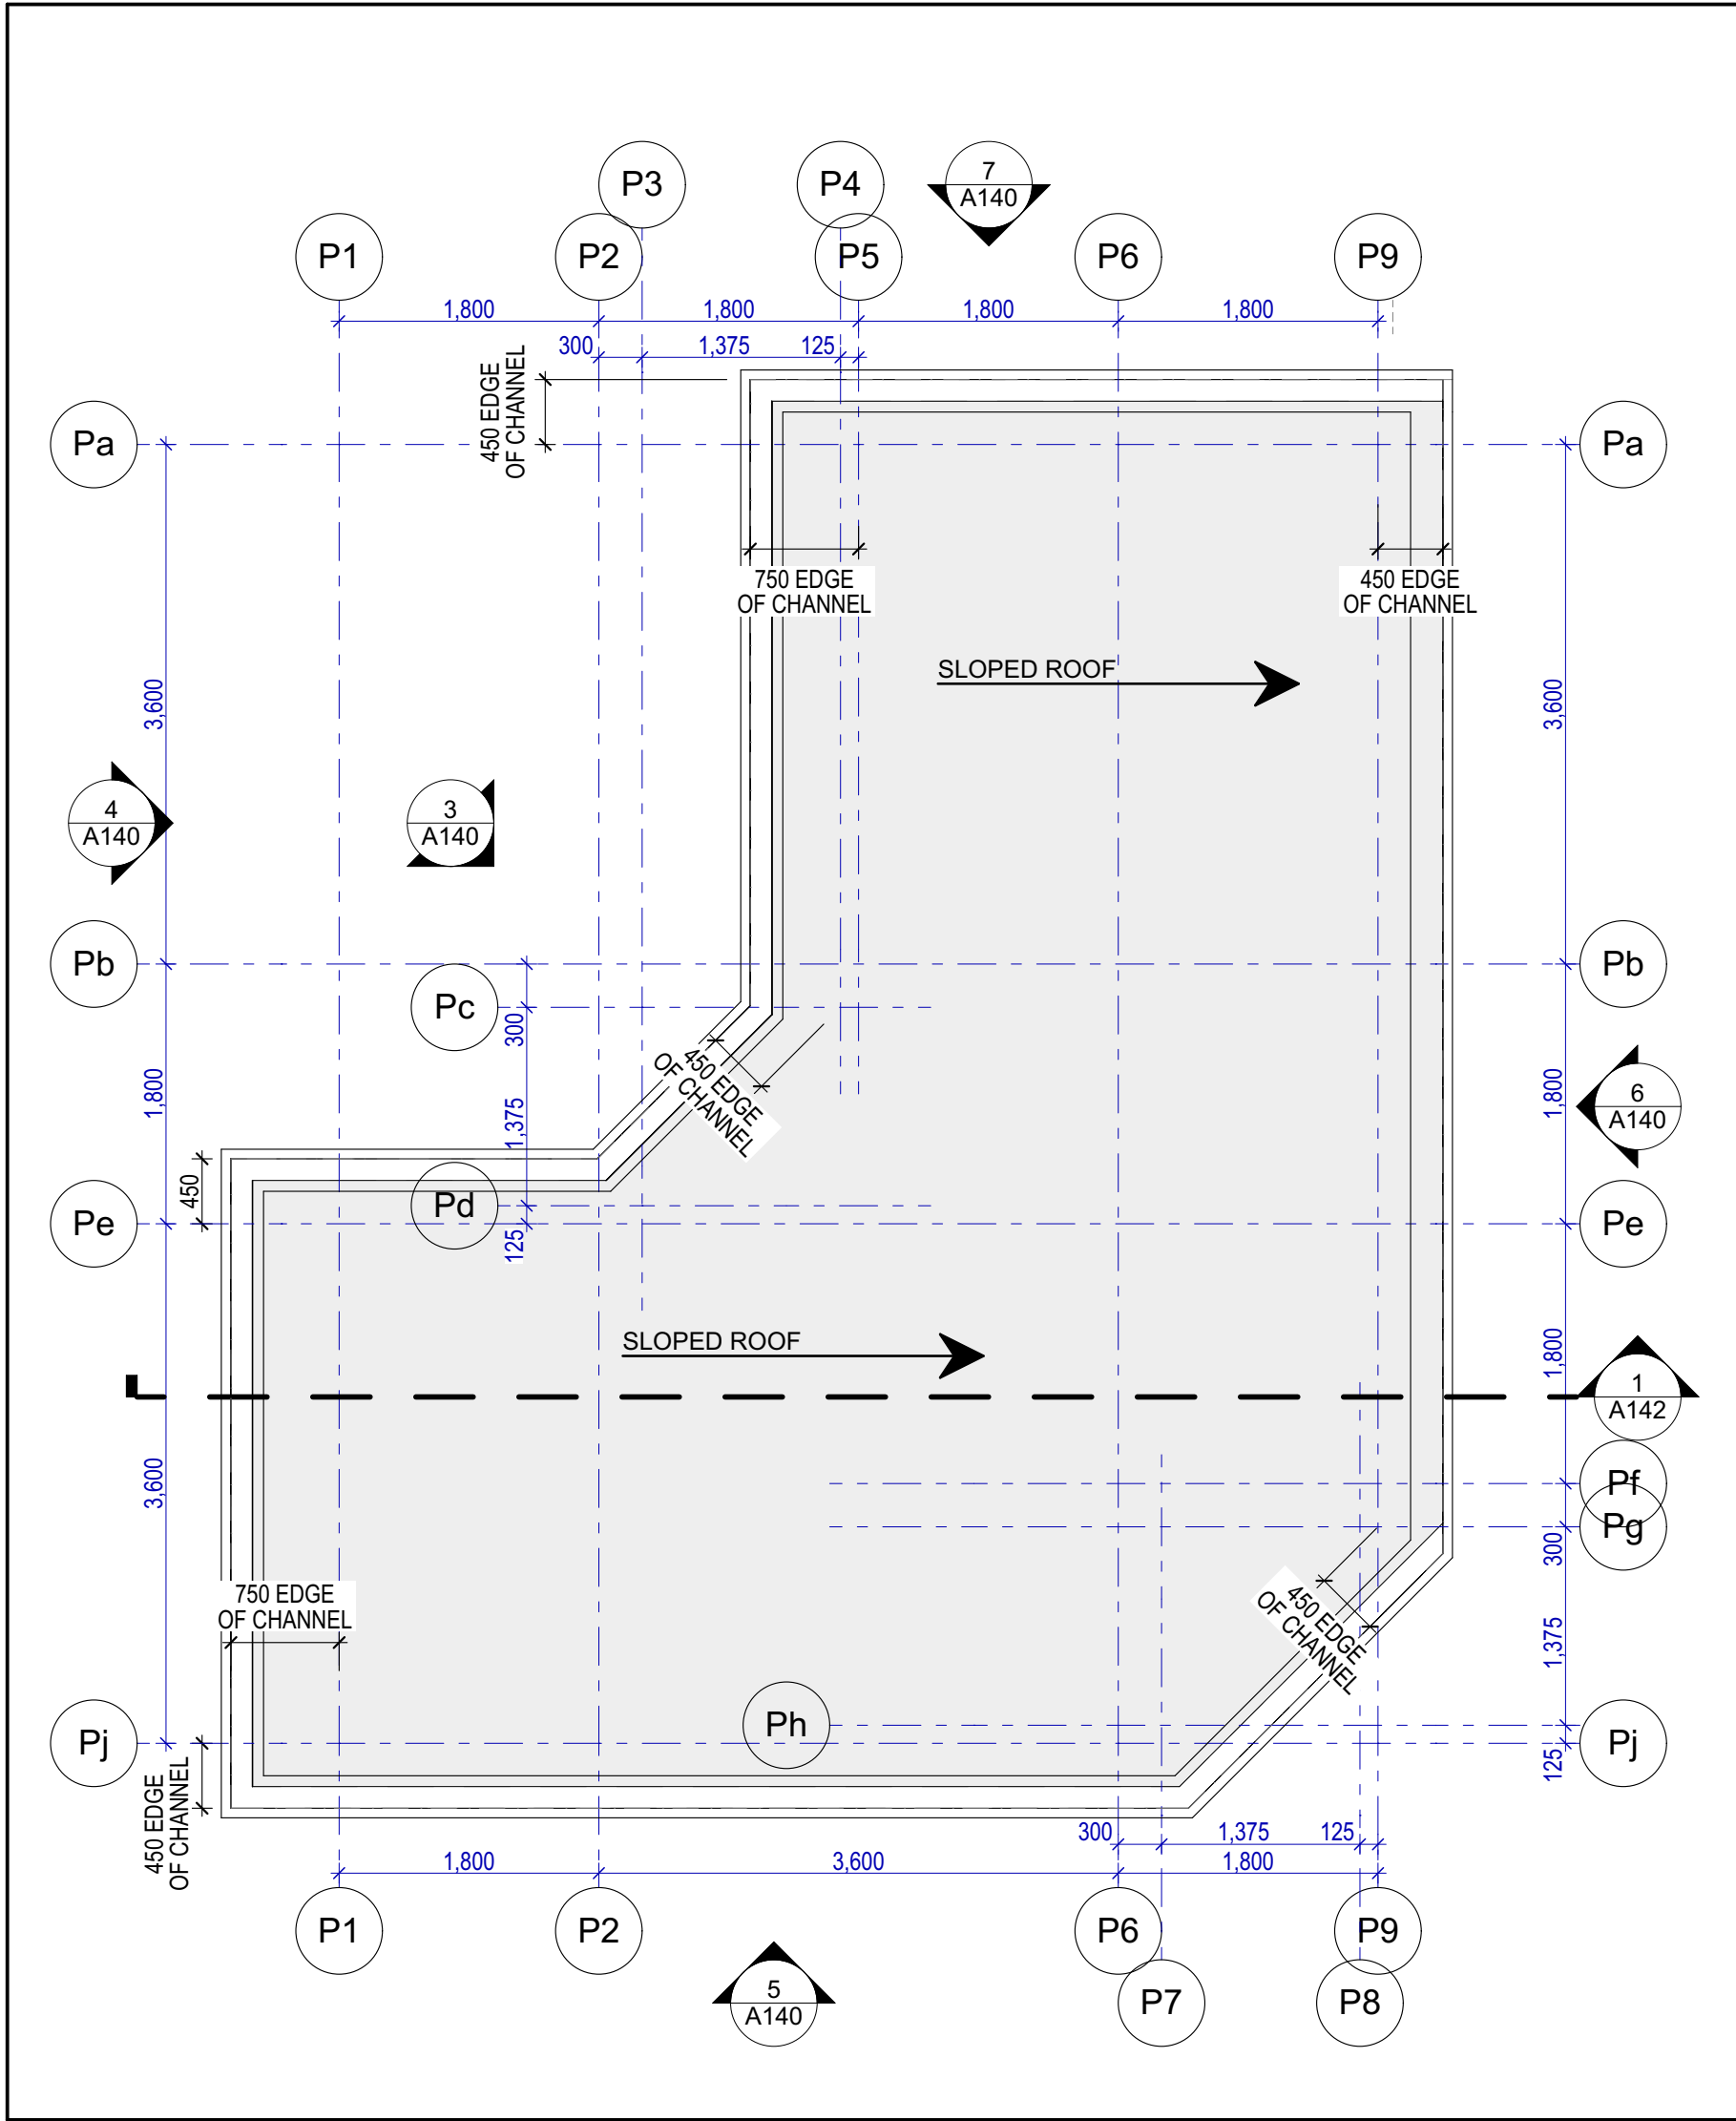 P3
P4
7
A140
P1
P2
P5
P6
P9
1,800
1,800
1,800
1,800
300
1,375
125
450 EDGE
OF CHANNEL
Pa
Pa
750 EDGE
OF CHANNEL
450 EDGE
OF CHANNEL
SLOPED ROOF
3,600
3,600
4
A140
3
A140
Pb
Pb
Pc
300
450 EDGE
OF CHANNEL
1,800
1,375
1,800
6
A140
450
Pd
Pe
Pe
125
SLOPED ROOF
1,800
1
A142
Pf
3,600
Pg
300
750 EDGE
OF CHANNEL
450 EDGE
OF CHANNEL
1,375
Ph
Pj
Pj
125
450 EDGE
OF CHANNEL
300
1,375
125
1,800
3,600
1,800
P1
P2
P6
P9
P7
P8
5
A140